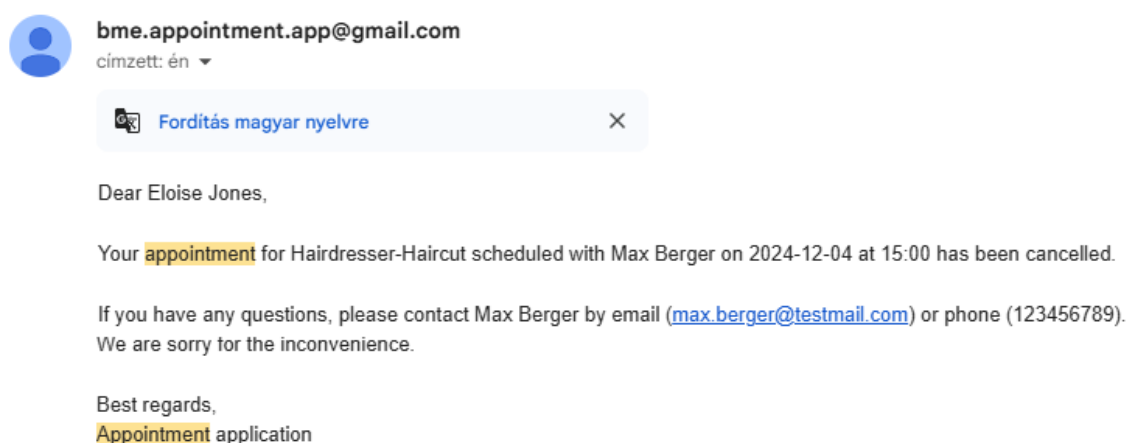 bme.appointment.app@gmail.com
címzett: én
Fordítás magyar nyelvre
Dear Eloise Jones,
Your appointment for Hairdresser-Haircut scheduled with Max Berger on 2024-12-04 at 15:00 has been cancelled.
If you have any questions, please contact Max Berger by email (max.berger@testmail.com) or phone (123456789).
We are sorry for the inconvenience.
Best regards,
Appointment application